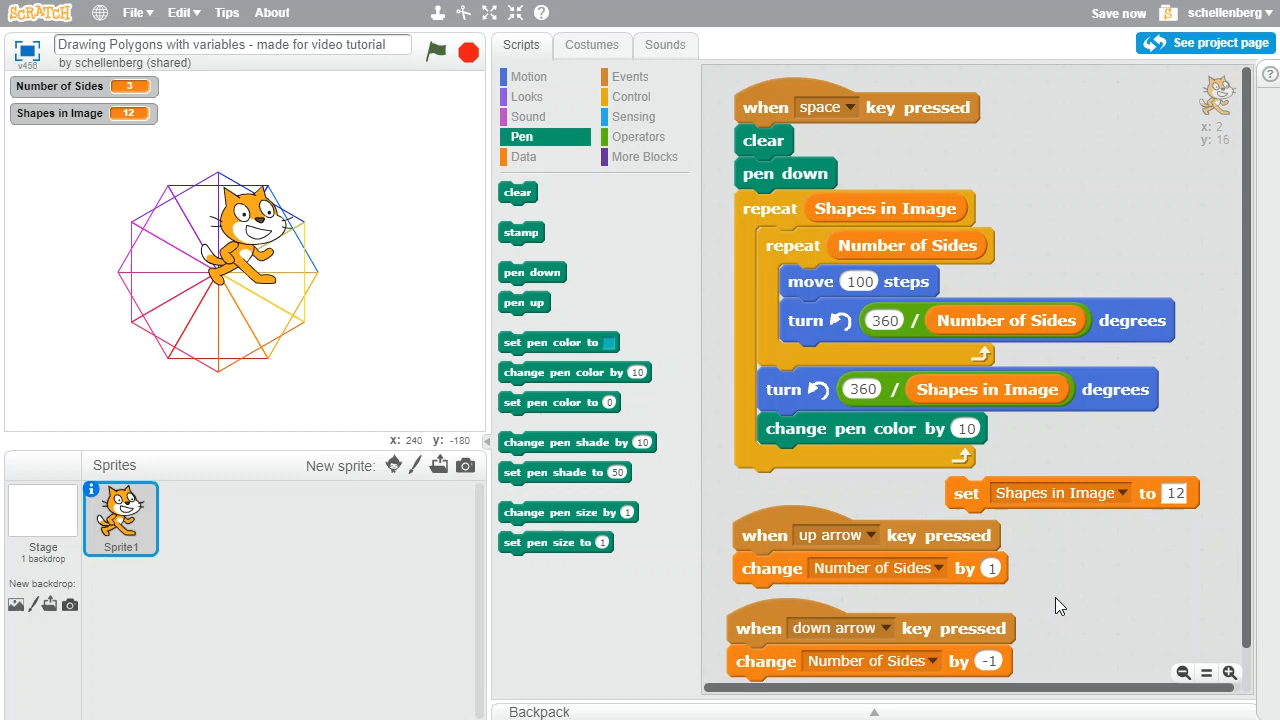 SCRATCH File Edit Tips About Save now schellenberg
Drawing Polygons with variables - made for video tutorial
by schellenberg (shared)
v456
Number of Sides 3
Shapes in Image 12
x: 240 y: -180
Sprites New sprite:
Stage
1 backdrop
New backdrop:
Sprite1
Scripts Costumes Sounds
See project page
Motion Events
Looks Control
Sound Sensing
Pen Operators
Data More Blocks
clear
stamp
pen down
pen up
set pen color to
change pen color by 10
set pen color to 0
change pen shade by 10
set pen shade to 50
change pen size by 1
set pen size to 1
x: 2
y: 16
when space key pressed
clear
pen down
repeat Shapes in Image
repeat Number of Sides
move 100 steps
turn 360 / Number of Sides degrees
turn 360 / Shapes in Image degrees
change pen color by 10
set Shapes in Image to 12
when up arrow key pressed
change Number of Sides by 1
when down arrow key pressed
change Number of Sides by -1
Backpack